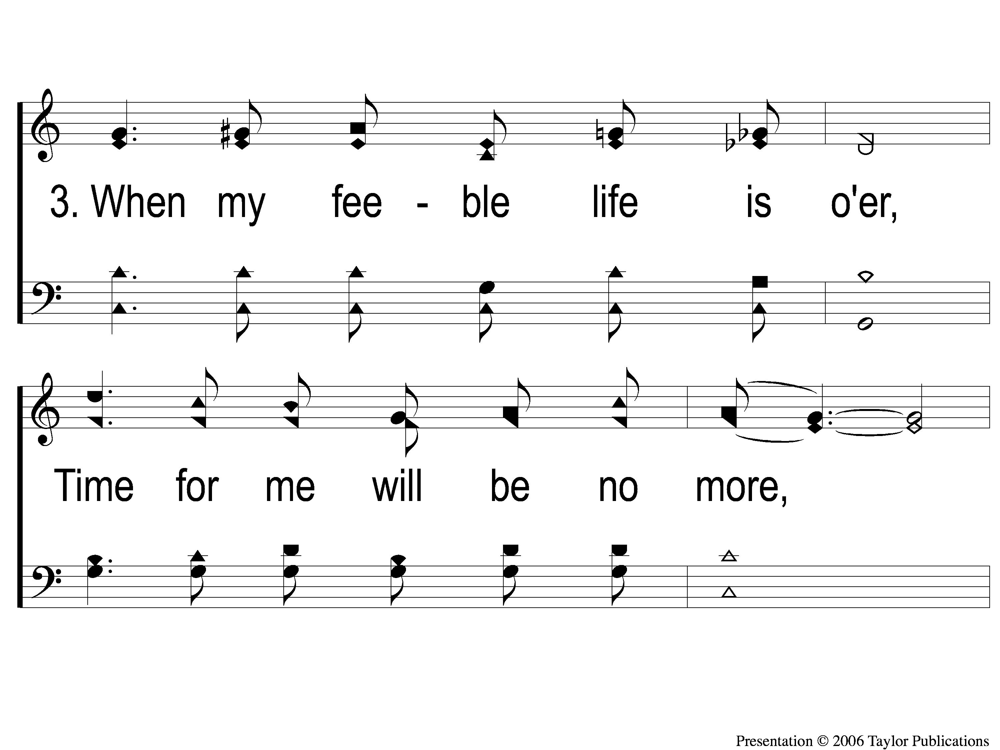 3. When my fee - ble life is o'er,
Time for me will be no more,
Presentation © 2006 Taylor Publications